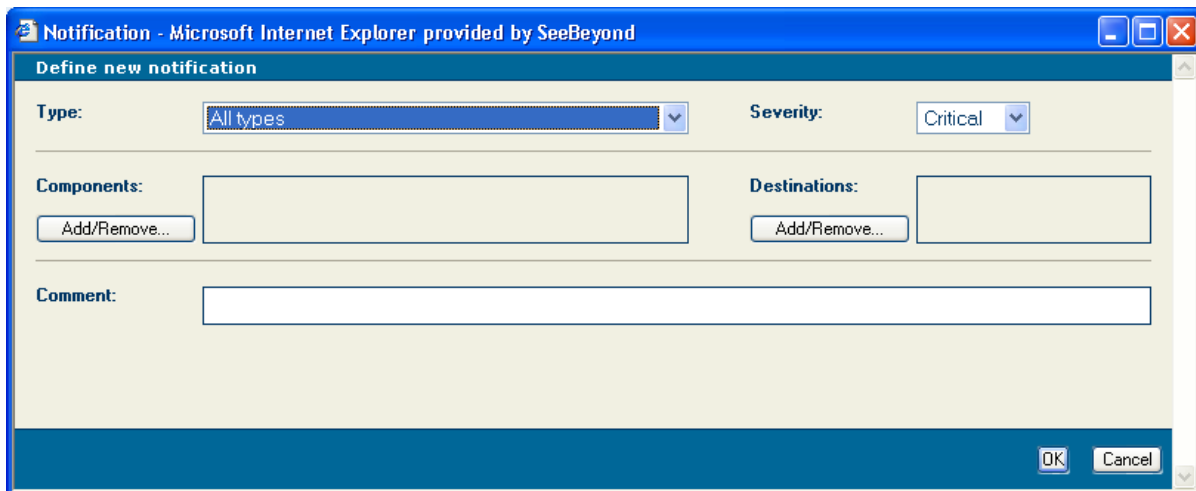 Notification - Microsoft Internet Explorer provided by SeeBeyond
Define new notification
Type: All types Severity: Critical
Components: Destinations:
Add/Remove... Add/Remove...
Comment:
OK Cancel